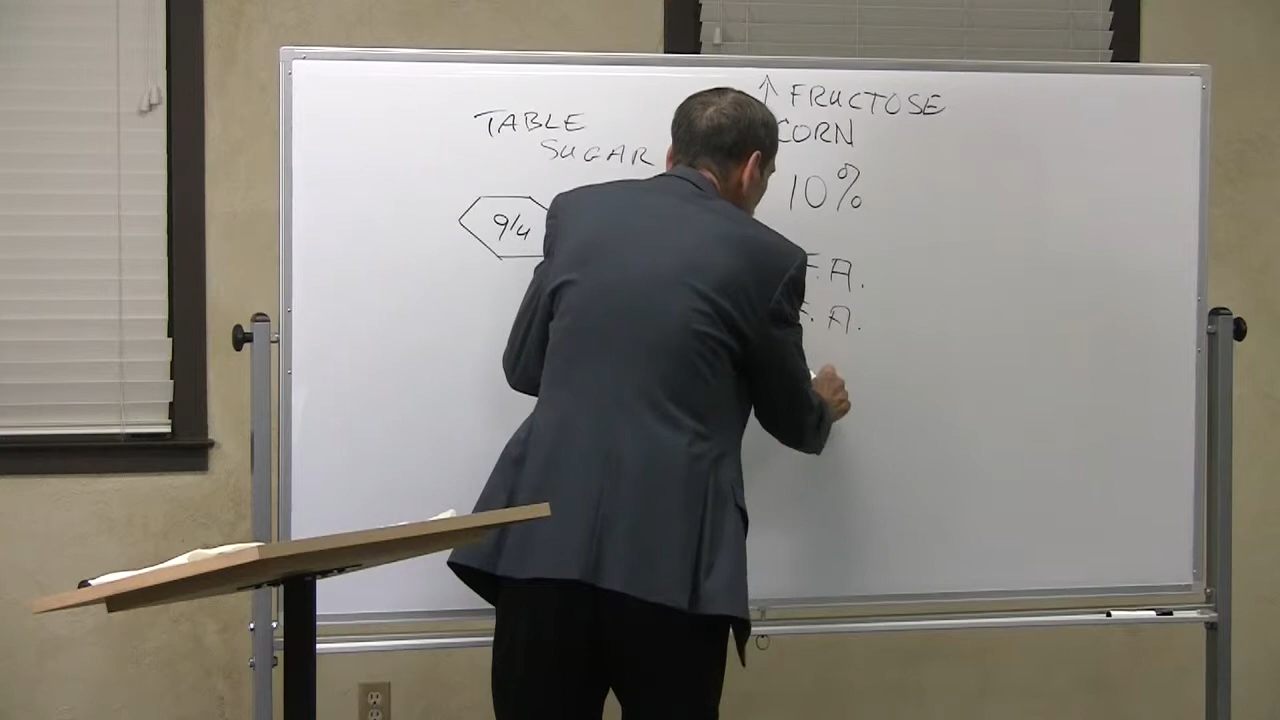 TABLE
SUGAR
9/4
↑ FRUCTOSE
CORN
10%
F.A.
F.A.